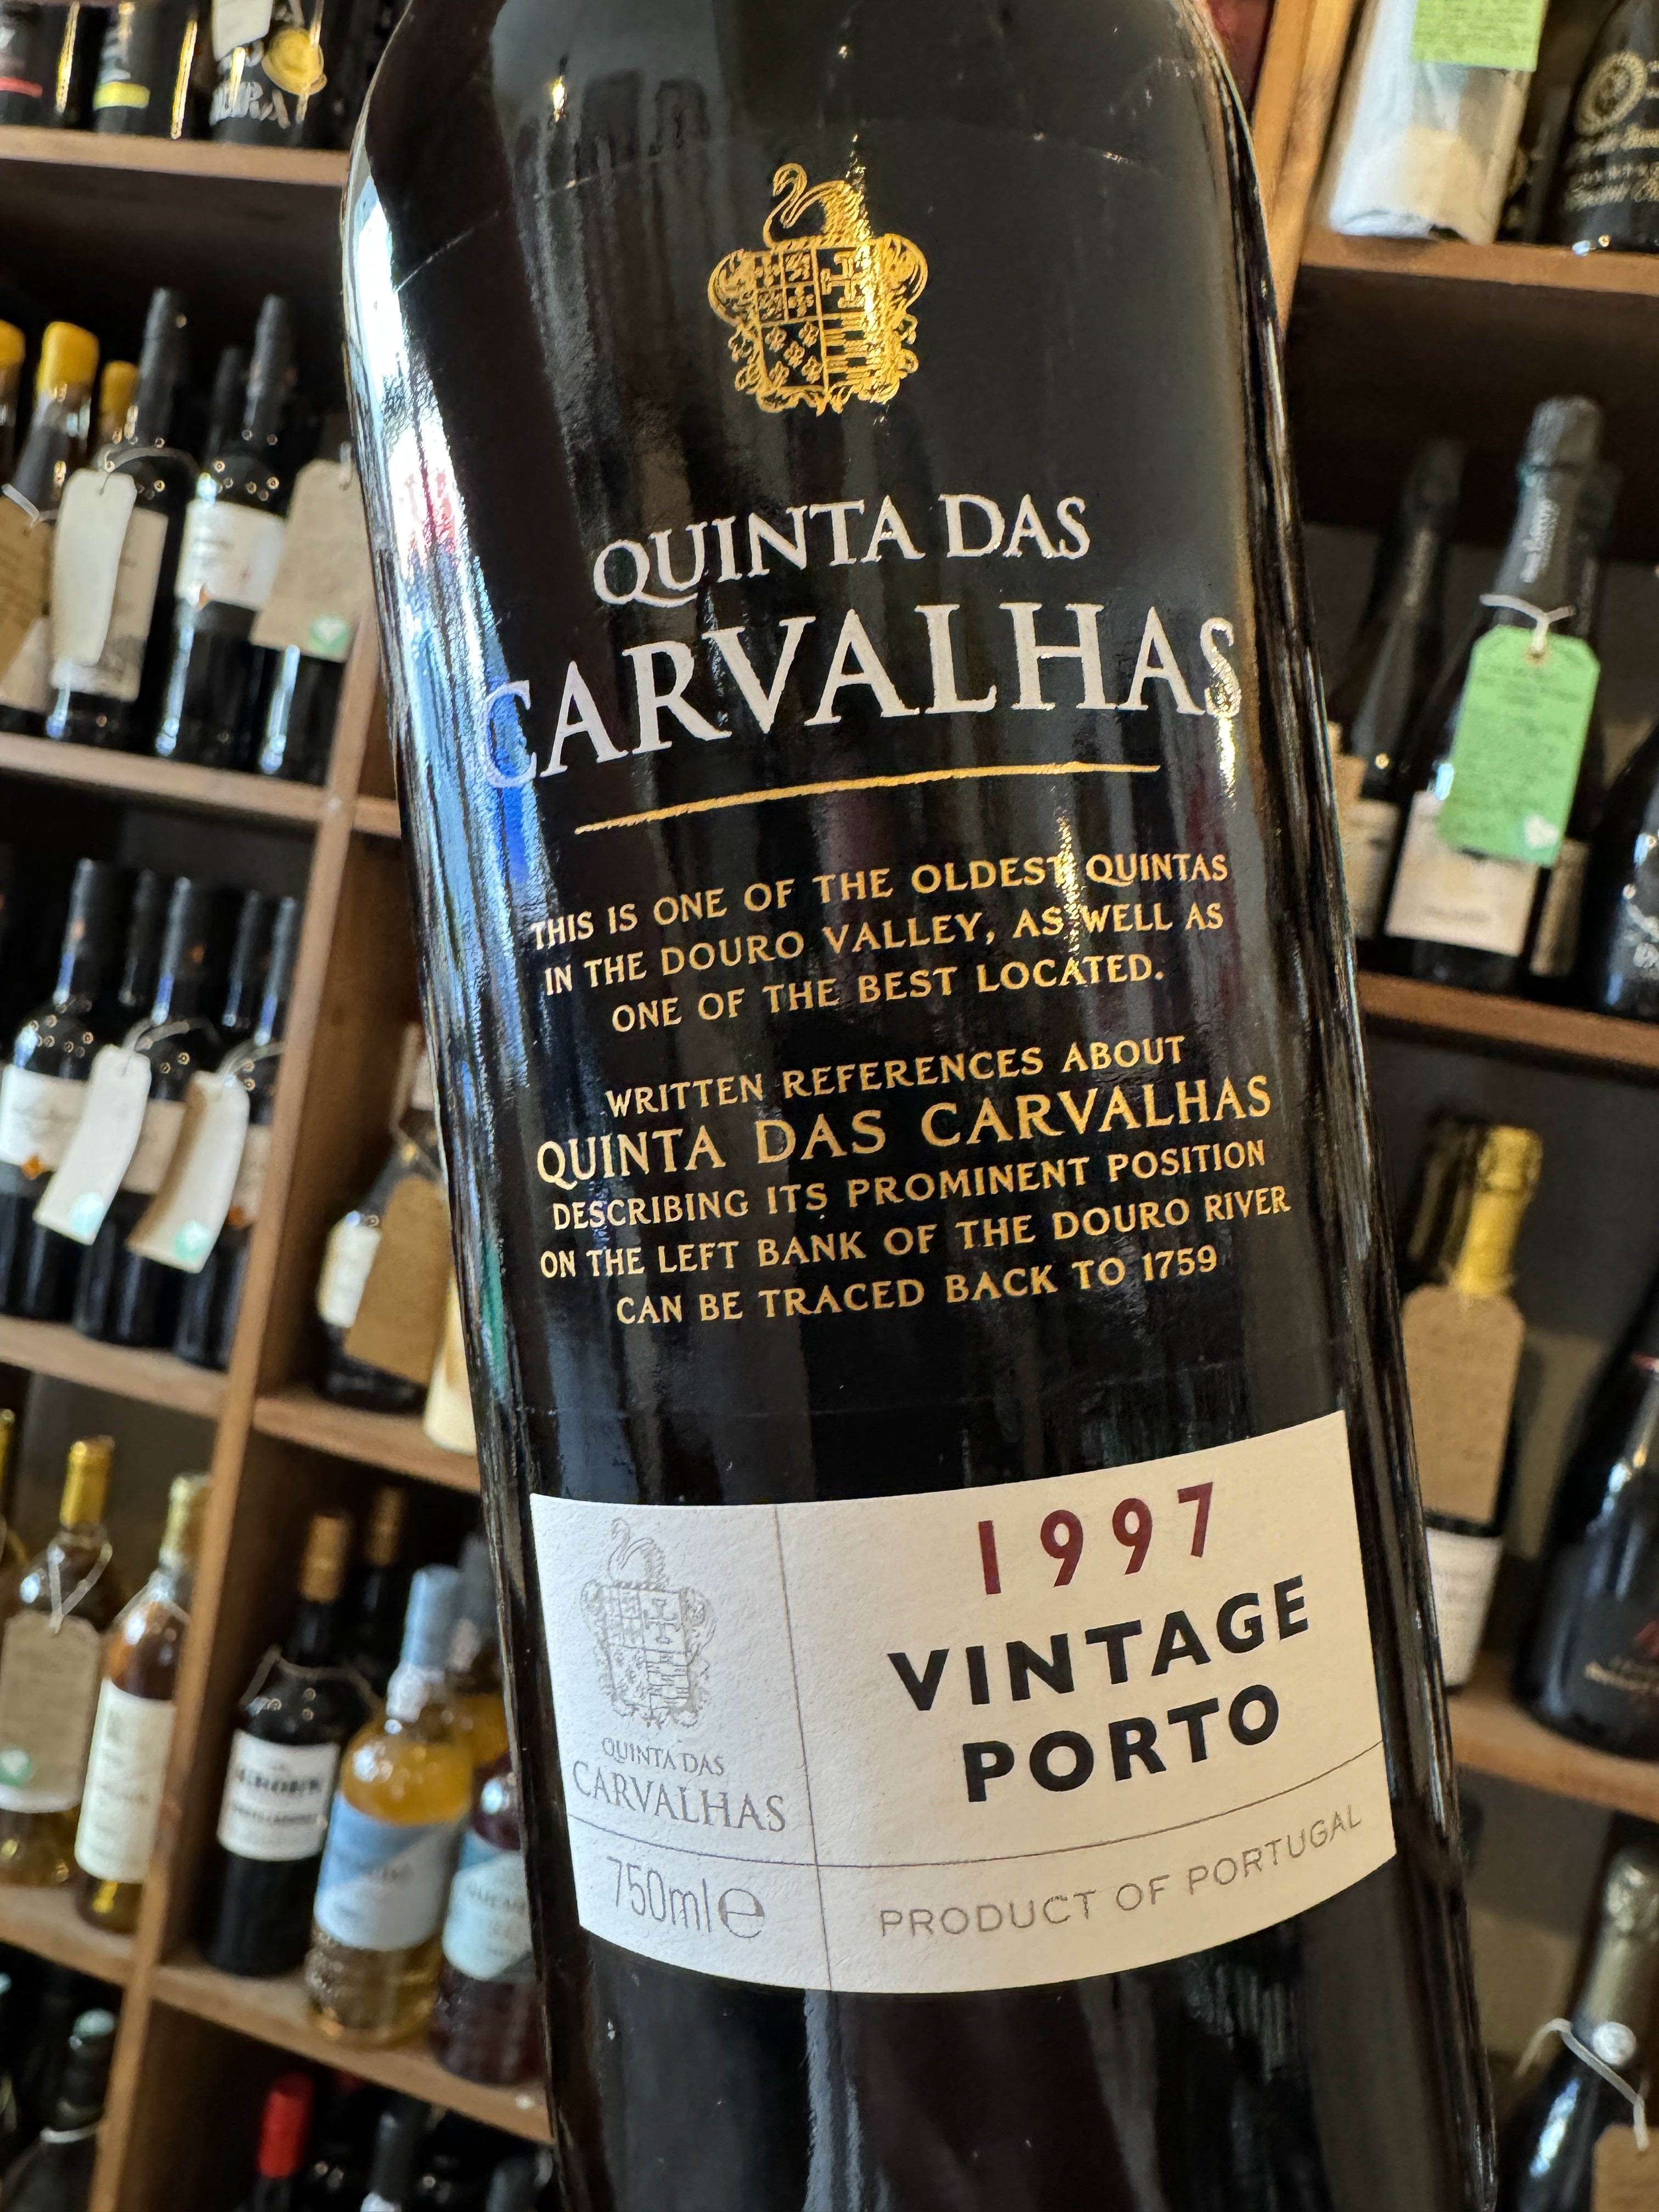 QUINTA DAS
CARVALHAS
THIS IS ONE OF THE OLDEST QUINTAS
IN THE DOURO VALLEY, AS WELL AS
ONE OF THE BEST LOCATED.
WRITTEN REFERENCES ABOUT
QUINTA DAS CARVALHAS
DESCRIBING ITS PROMINENT POSITION
ON THE LEFT BANK OF THE DOURO RIVER
CAN BE TRACED BACK TO 1759
1997
VINTAGE
PORTO
QUINTA DAS
CARVALHAS
750ml e
PRODUCT OF PORTUGAL